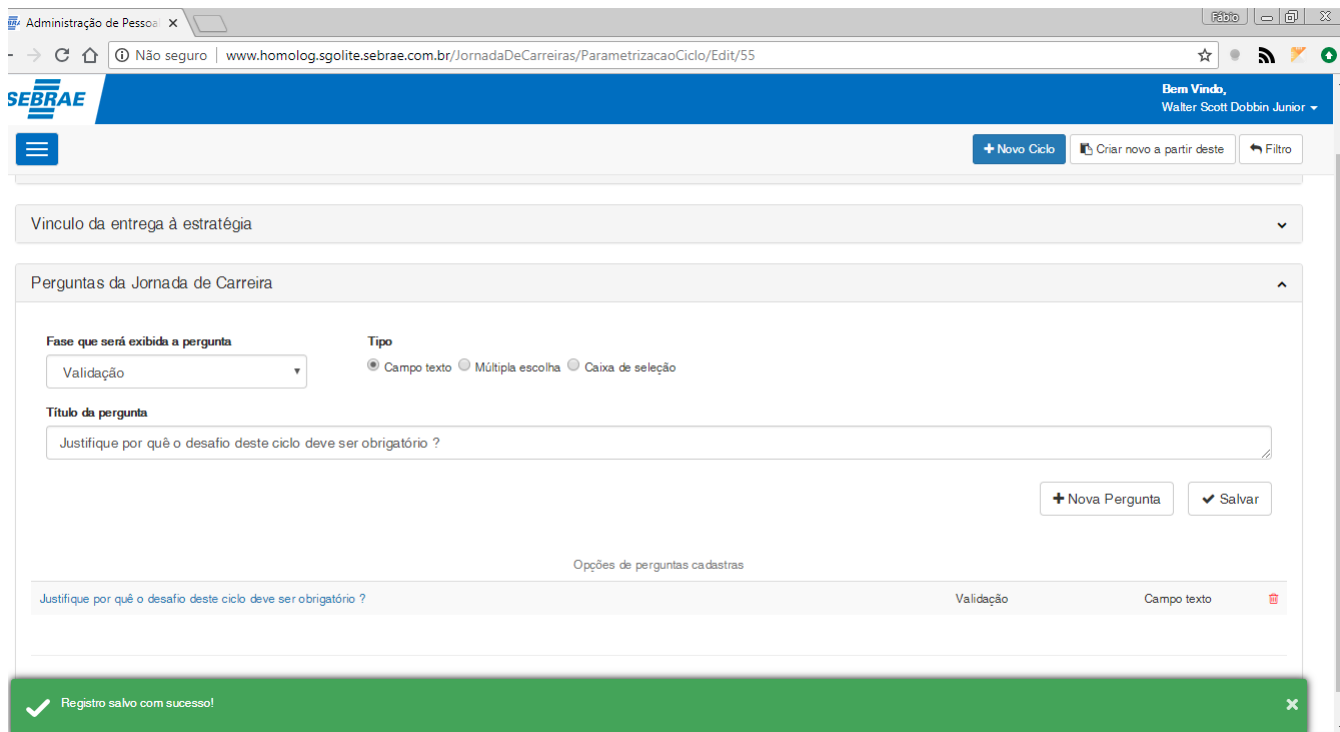 Administração de Pessoa
Fábio
Não seguro | www.homolog.sgolite.sebrae.com.br/JornadaDeCarreiras/ParametrizacaoCiclo/Edit/55
SEBRAE
Bem Vindo,
Walter Scott Dobbin Junior
+ Novo Ciclo Criar novo a partir deste Filtro
Vinculo da entrega à estratégia
Perguntas da Jornada de Carreira
Fase que será exibida a pergunta Tipo
Validação Campo texto Múltipla escolha Caixa de seleção
Título da pergunta
Justifique por quê o desafio deste ciclo deve ser obrigatório ?
+ Nova Pergunta Salvar
Opções de perguntas cadastras
Justifique por quê o desafio deste ciclo deve ser obrigatório ? Validação Campo texto
Registro salvo com sucesso!